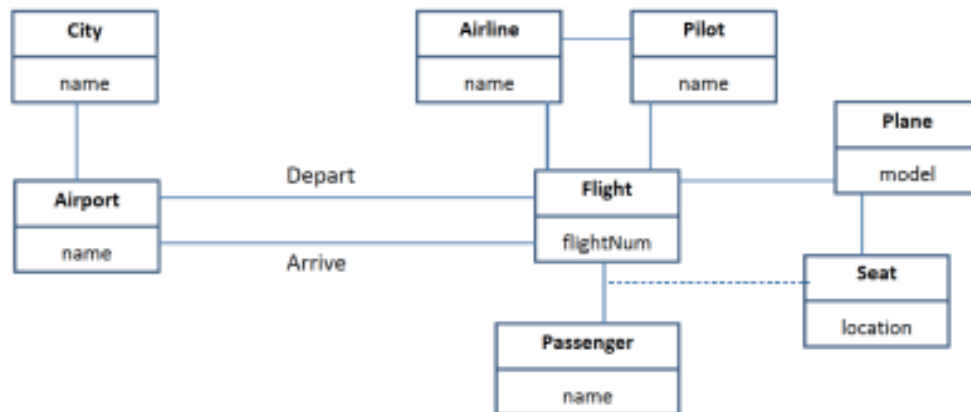 City
name
Airline
name
Pilot
name
Plane
model
Airport
name
Depart
Arrive
Flight
flightNum
Seat
location
Passenger
name